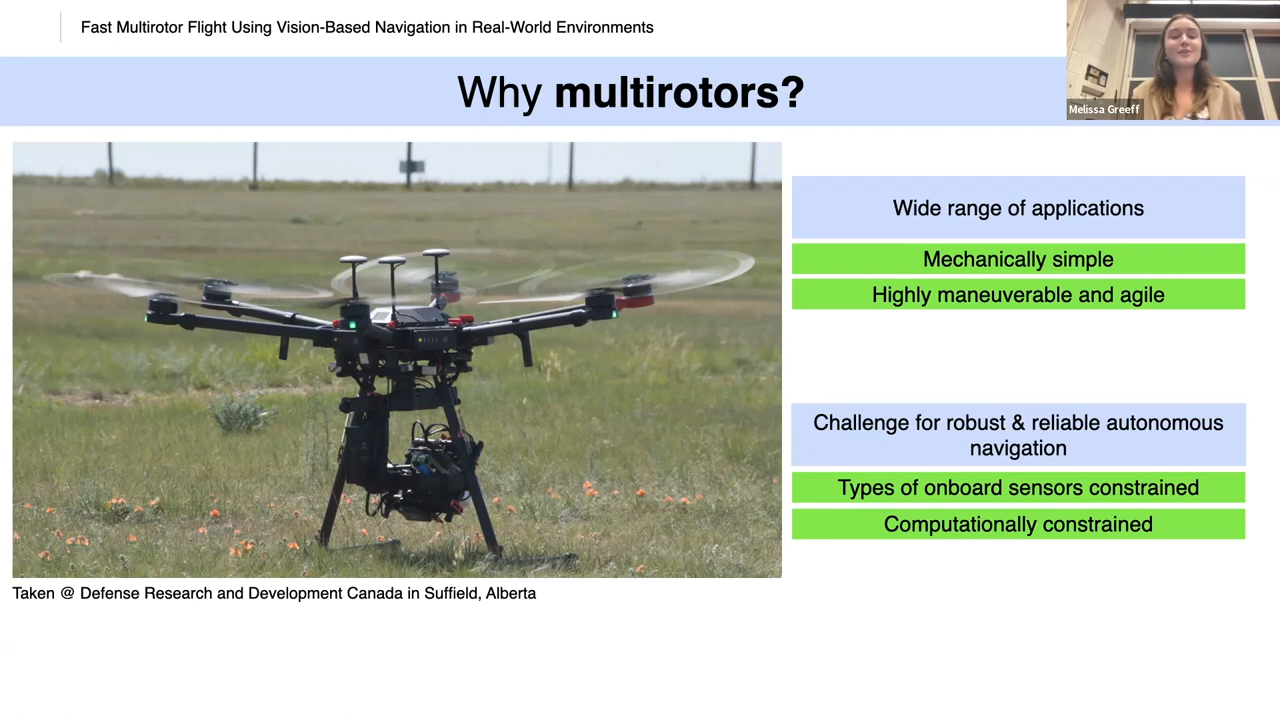 Fast Multirotor Flight Using Vision-Based Navigation in Real-World Environments
Why multirotors?
Melissa Greeff
Wide range of applications
Mechanically simple
Highly maneuverable and agile
Challenge for robust & reliable autonomous
navigation
Types of onboard sensors constrained
Computationally constrained
Taken @ Defense Research and Development Canada in Suffield, Alberta